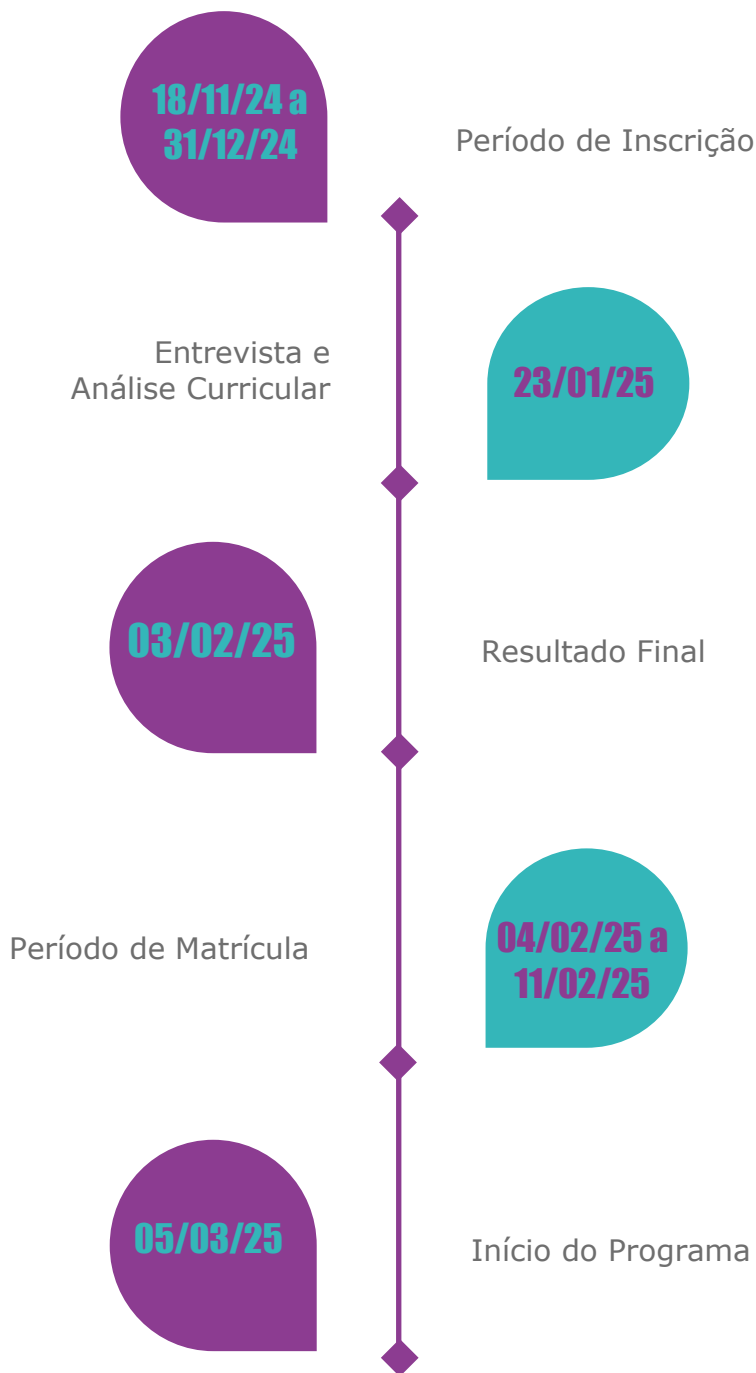 18/11/24 a
31/12/24
Período de Inscrição
Entrevista e
Análise Curricular
23/01/25
03/02/25
Resultado Final
Período de Matrícula
04/02/25 a
11/02/25
05/03/25
Início do Programa